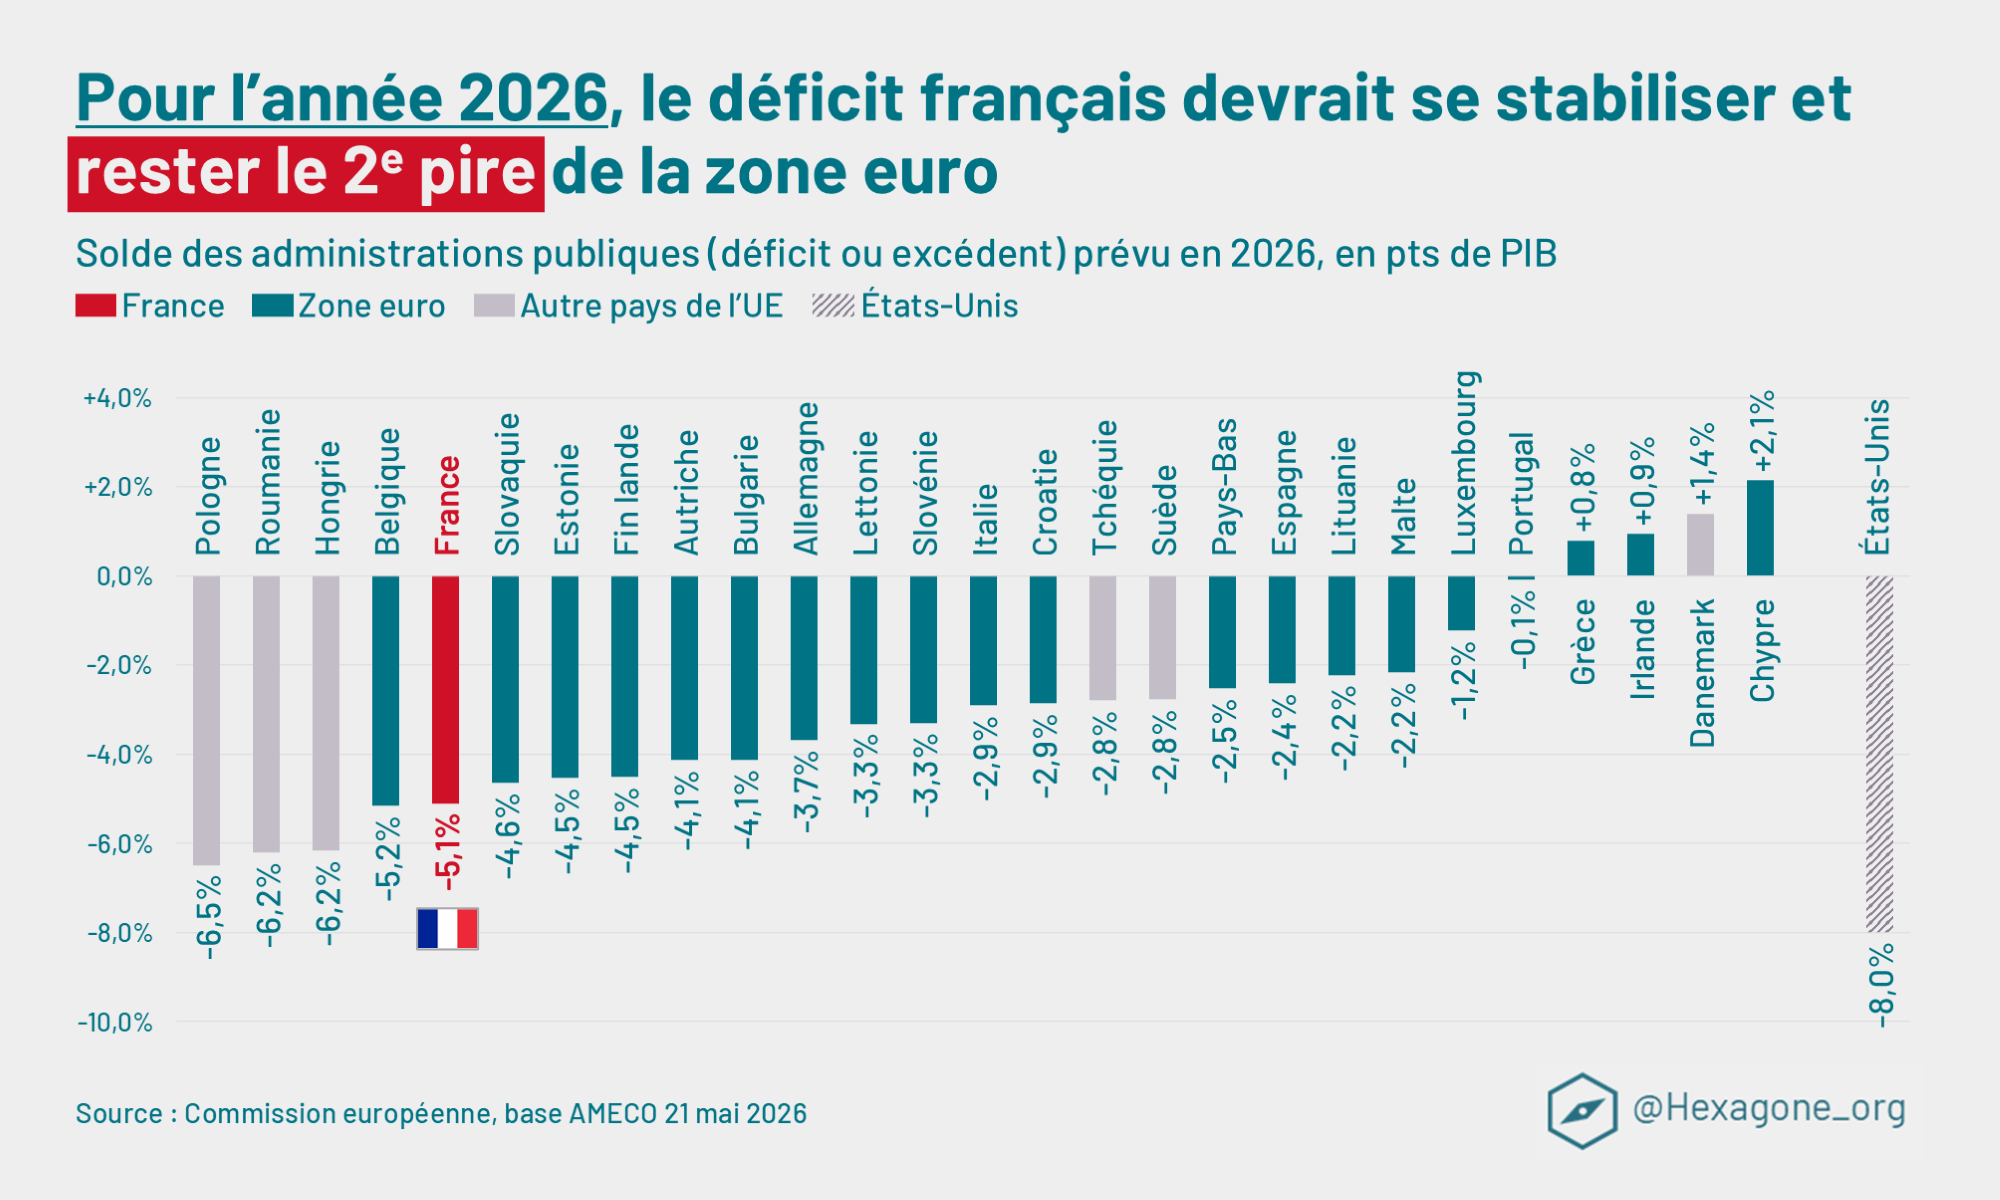 Pour l’année 2026, le déficit français devrait se stabiliser et
rester le 2e pire de la zone euro
Solde des administrations publiques (déficit ou excédent) prévu en 2026, en pts de PIB
France Zone euro Autre pays de l’UE États-Unis
+4,0%
+2,0%
0,0%
-2,0%
-4,0%
-6,0%
-8,0%
-10,0%
Pologne
-6,5%
Roumanie
-6,2%
Hongrie
-6,2%
Belgique
-5,2%
France
-5,1%
Slovaquie
-4,6%
Estonie
-4,5%
Finlande
-4,5%
Autriche
-4,1%
Bulgarie
-4,1%
Allemagne
-3,7%
Lettonie
-3,3%
Slovénie
-3,3%
Italie
-2,9%
Croatie
-2,9%
Tchéquie
-2,8%
Suède
-2,8%
Pays-Bas
-2,5%
Espagne
-2,4%
Lituanie
-2,2%
Malte
-2,2%
Luxembourg
-1,2%
Portugal
-0,1%
+0,8%
Grèce
+0,9%
Irlande
+1,4%
Danemark
+2,1%
Chypre
États-Unis
-8,0%
Source : Commission européenne, base AMECO 21 mai 2026
@Hexagone_org